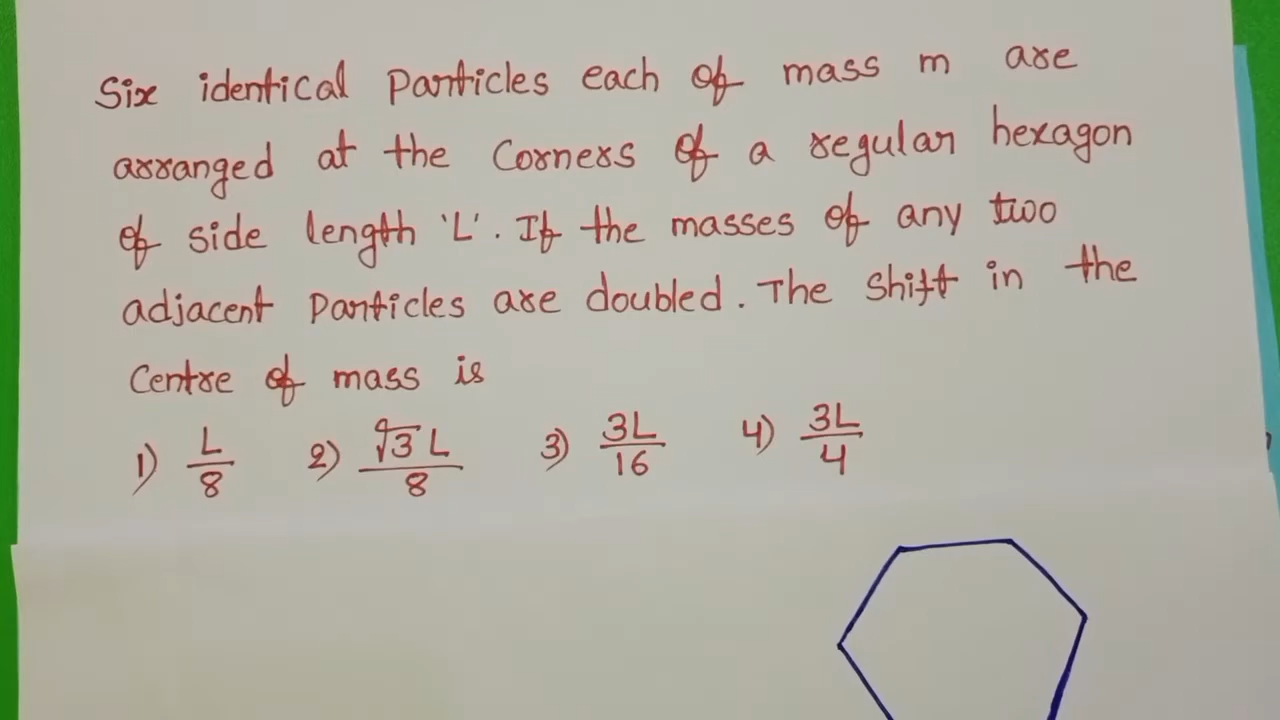 Six identical Particles each of mass m are
arranged at the Corners of a regular hexagon
of side length 'L'. If the masses of any two
adjacent Particles are doubled. The shift in the
Centre of mass is
1) L/8 2) √3 L/8 3) 3L/16 4) 3L/4